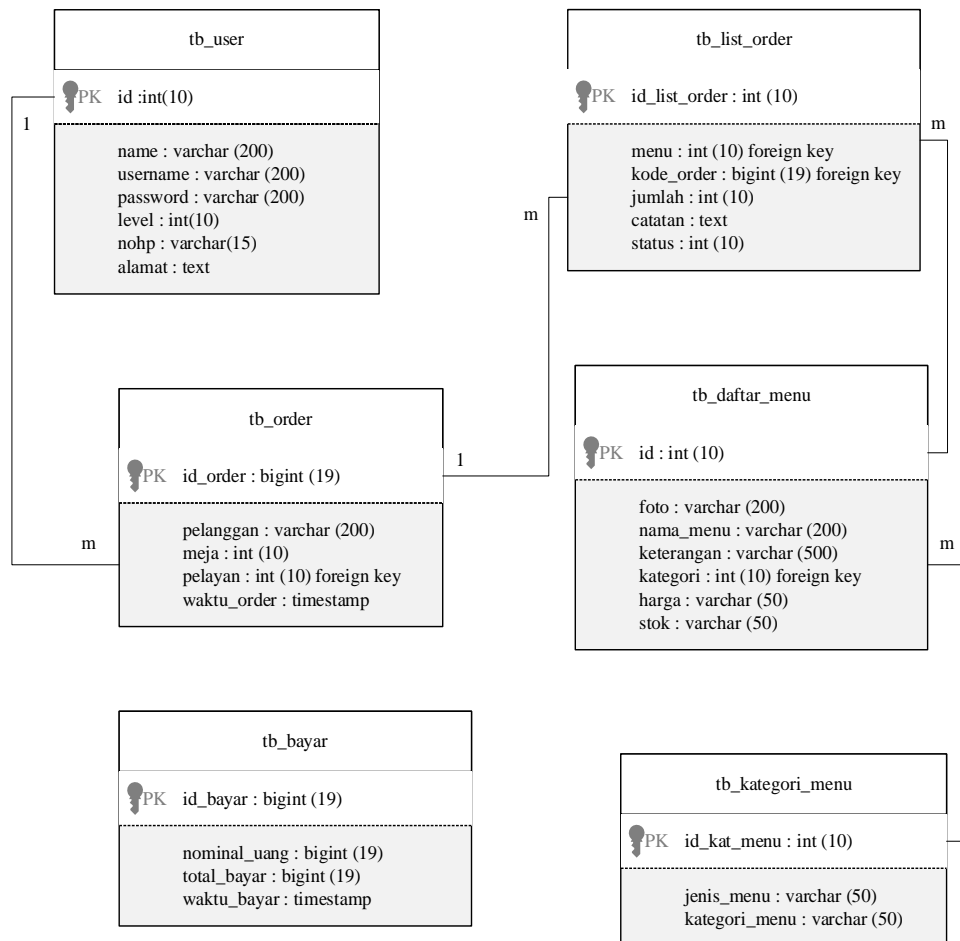 tb_user
PK id :int(10)
name : varchar (200)
username : varchar (200)
password : varchar (200)
level : int(10)
nohp : varchar(15)
alamat : text
1
m
tb_list_order
PK id_list_order : int (10)
menu : int (10) foreign key
kode_order : bigint (19) foreign key
jumlah : int (10)
catatan : text
status : int (10)
m
m
tb_order
PK id_order : bigint (19)
pelanggan : varchar (200)
meja : int (10)
pelayan : int (10) foreign key
waktu_order : timestamp
1
m
tb_daftar_menu
PK id : int (10)
foto : varchar (200)
nama_menu : varchar (200)
keterangan : varchar (500)
kategori : int (10) foreign key
harga : varchar (50)
stok : varchar (50)
tb_bayar
PK id_bayar : bigint (19)
nominal_uang : bigint (19)
total_bayar : bigint (19)
waktu_bayar : timestamp
tb_kategori_menu
PK id_kat_menu : int (10)
jenis_menu : varchar (50)
kategori_menu : varchar (50)